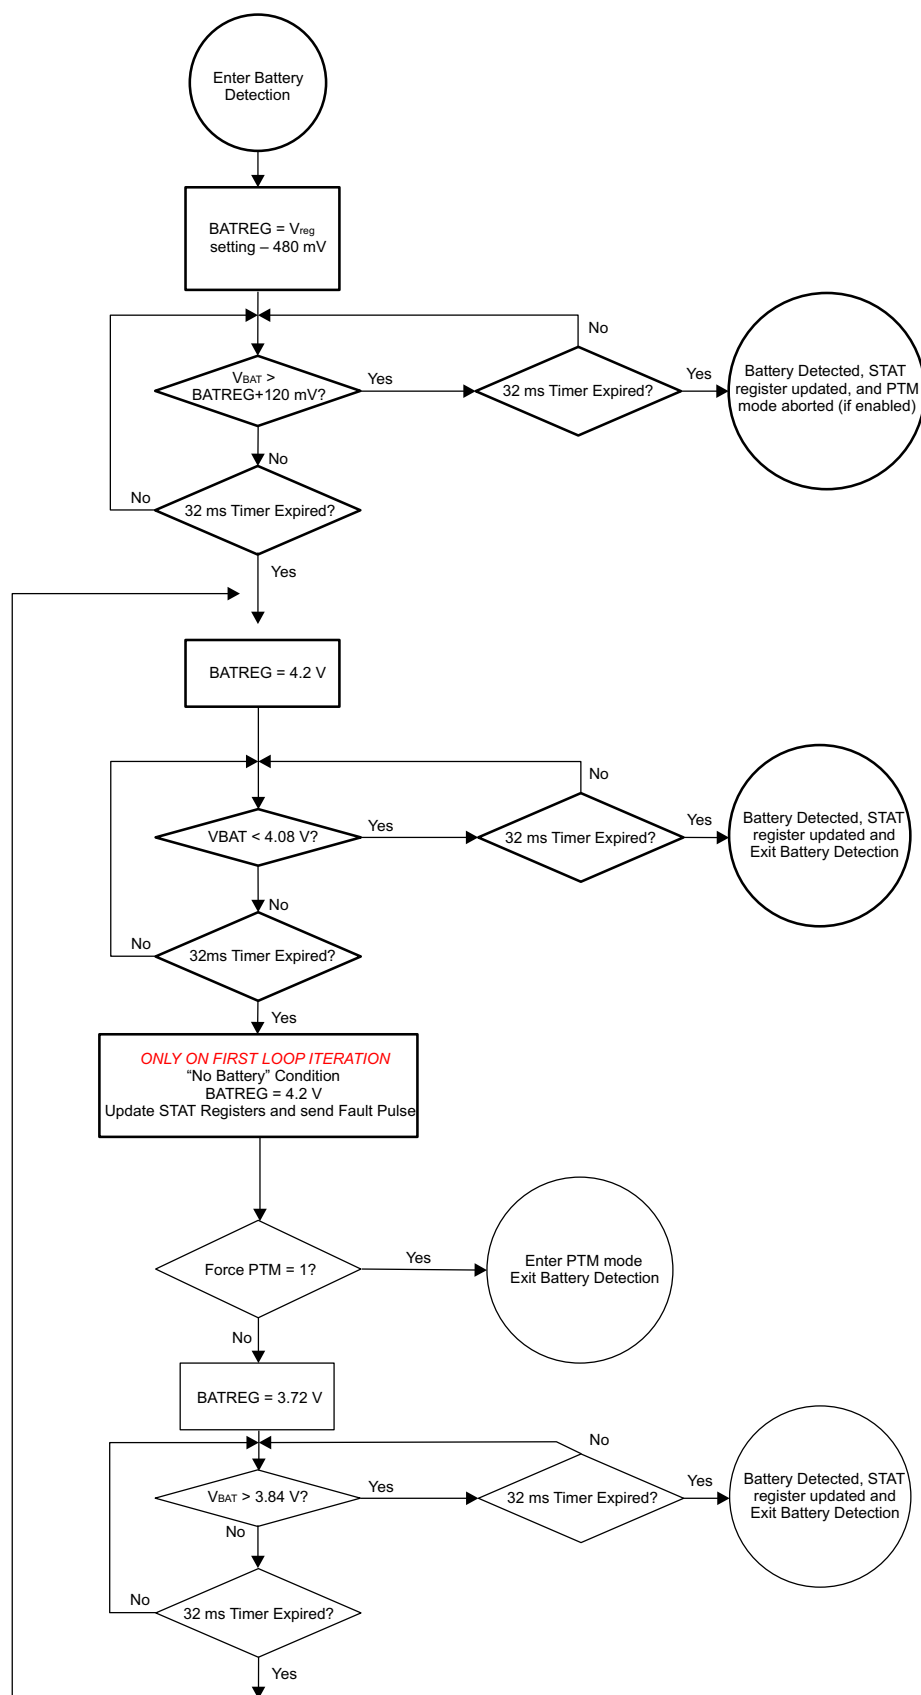 Enter Battery
Detection
BATREG = Vreg
setting – 480 mV
No
VBAT >
BATREG+120 mV?
Yes
32 ms Timer Expired?
Yes
Battery Detected, STAT
register updated, and PTM
mode aborted (if enabled)
No
No
32 ms Timer Expired?
Yes
BATREG = 4.2 V
No
VBAT < 4.08 V?
Yes
32 ms Timer Expired?
Yes
Battery Detected, STAT
register updated and
Exit Battery Detection
No
No
32ms Timer Expired?
Yes
ONLY ON FIRST LOOP ITERATION
“No Battery” Condition
BATREG = 4.2 V
Update STAT Registers and send Fault Pulse
Force PTM = 1?
Yes
Enter PTM mode
Exit Battery Detection
No
BATREG = 3.72 V
No
VBAT > 3.84 V?
Yes
32 ms Timer Expired?
Yes
Battery Detected, STAT
register updated and
Exit Battery Detection
No
No
32 ms Timer Expired?
Yes